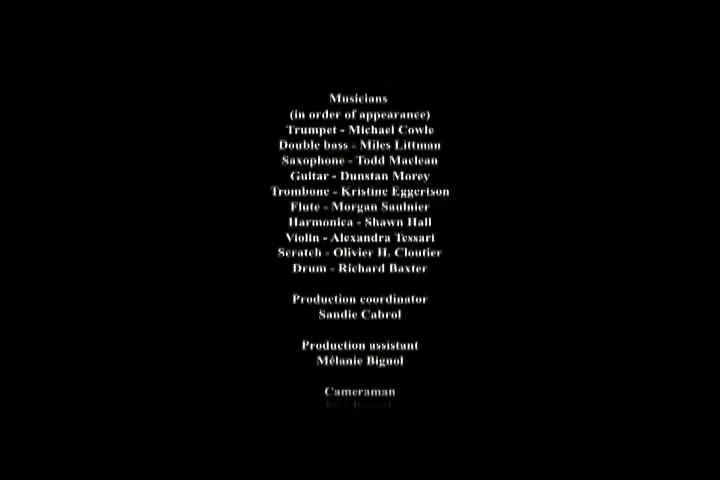 Musicians
(in order of appearance)
Trumpet - Michael Cowle
Double bass - Miles Littman
Saxophone - Todd Maclean
Guitar - Dunstan Morey
Trombone - Kristine Eggertson
Flute - Morgan Saulnier
Harmonica - Shawn Hall
Violin - Alexandra Tessari
Scratch - Olivier H. Cloutier
Drum - Richard Baxter
Production coordinator
Sandie Cabrol
Production assistant
Mélanie Bignol
Cameraman